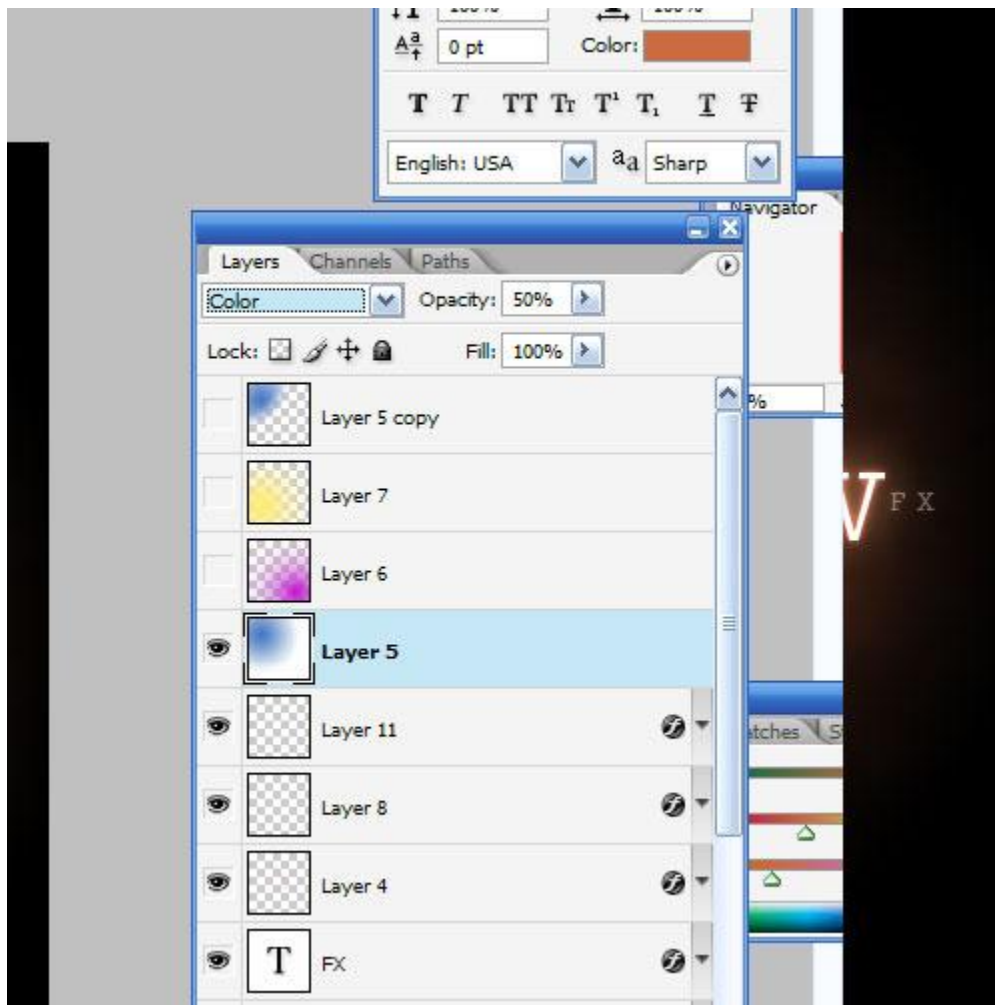 0 pt Color:
T T TT Tr T¹ T₁ T T
English: USA aa Sharp
Navigator
Layers Channels Paths
Color Opacity: 50%
Lock: Fill: 100%
Layer 5 copy
%
Layer 7
V FX
Layer 6
Layer 5
Layer 11
Layer 8
Layer 4
T FX